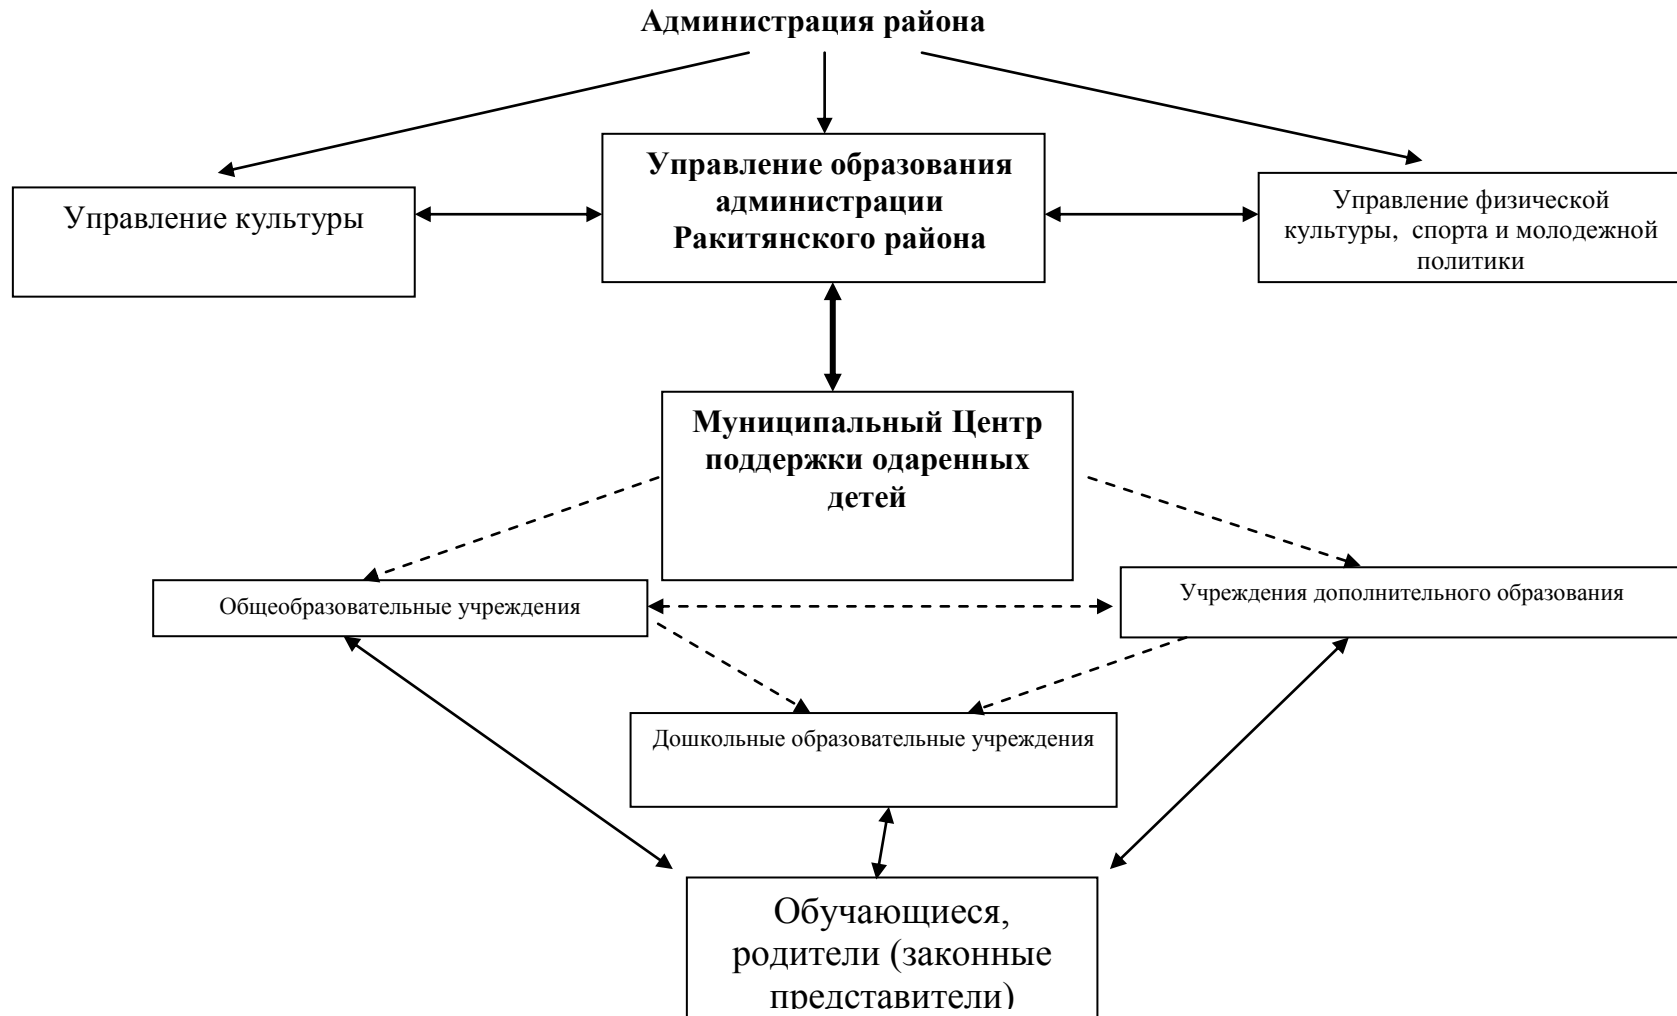 Администрация района
Управление образования
администрации
Ракитянского района
Управление культуры
Управление физической
культуры, спорта и молодежной
политики
Муниципальный Центр
поддержки одаренных
детей
Общеобразовательные учреждения
Учреждения дополнительного образования
Дошкольные образовательные учреждения
Обучающиеся,
родители (законные
представители)